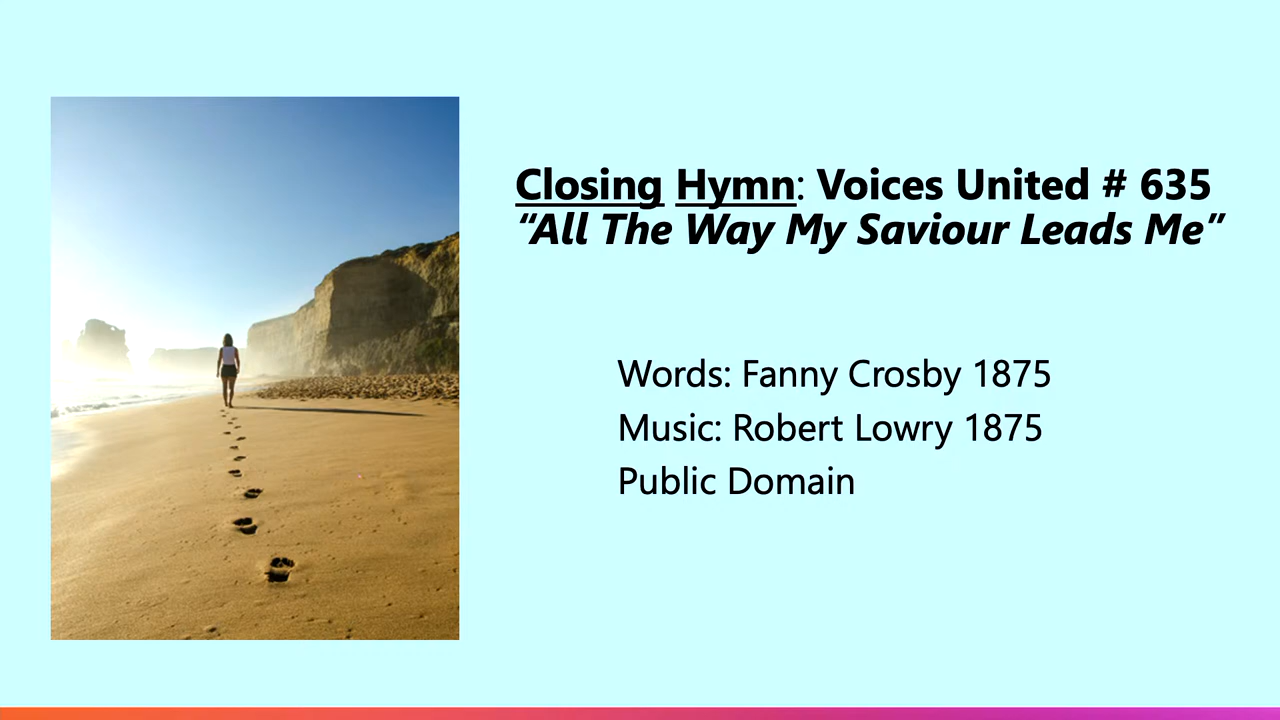 Closing Hymn: Voices United # 635
“All The Way My Saviour Leads Me”
Words: Fanny Crosby 1875
Music: Robert Lowry 1875
Public Domain